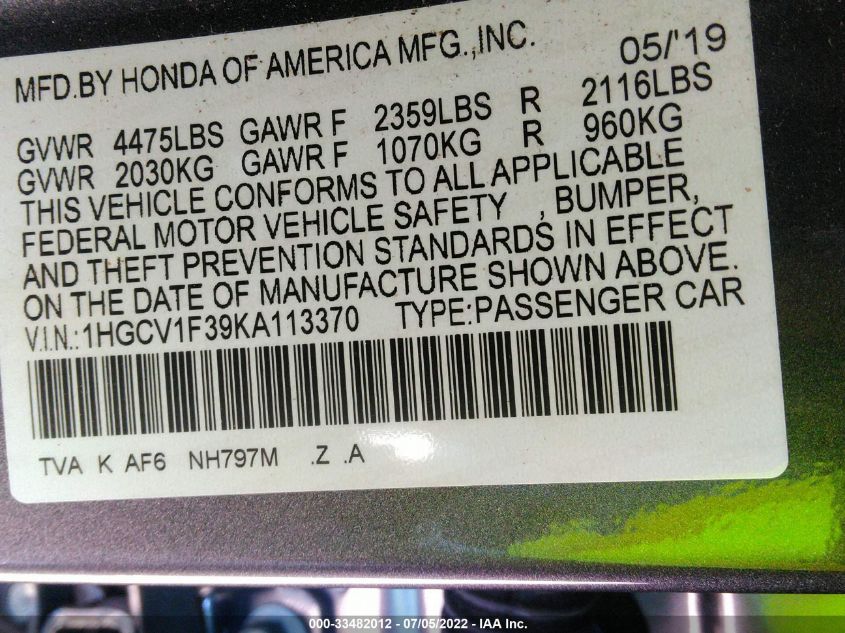 MFD.BY HONDA OF AMERICA MFG.,INC. 05/'19
GVWR 4475LBS GAWR F 2359LBS R 2116LBS
GVWR 2030KG GAWR F 1070KG R 960KG
THIS VEHICLE CONFORMS TO ALL APPLICABLE
FEDERAL MOTOR VEHICLE SAFETY , BUMPER,
AND THEFT PREVENTION STANDARDS IN EFFECT
ON THE DATE OF MANUFACTURE SHOWN ABOVE.
V.I.N.:1HGCV1F39KA113370 TYPE:PASSENGER CAR
TVA K AF6 NH797M .Z .A
000-33482012 - 07/05/2022 - IAA Inc.